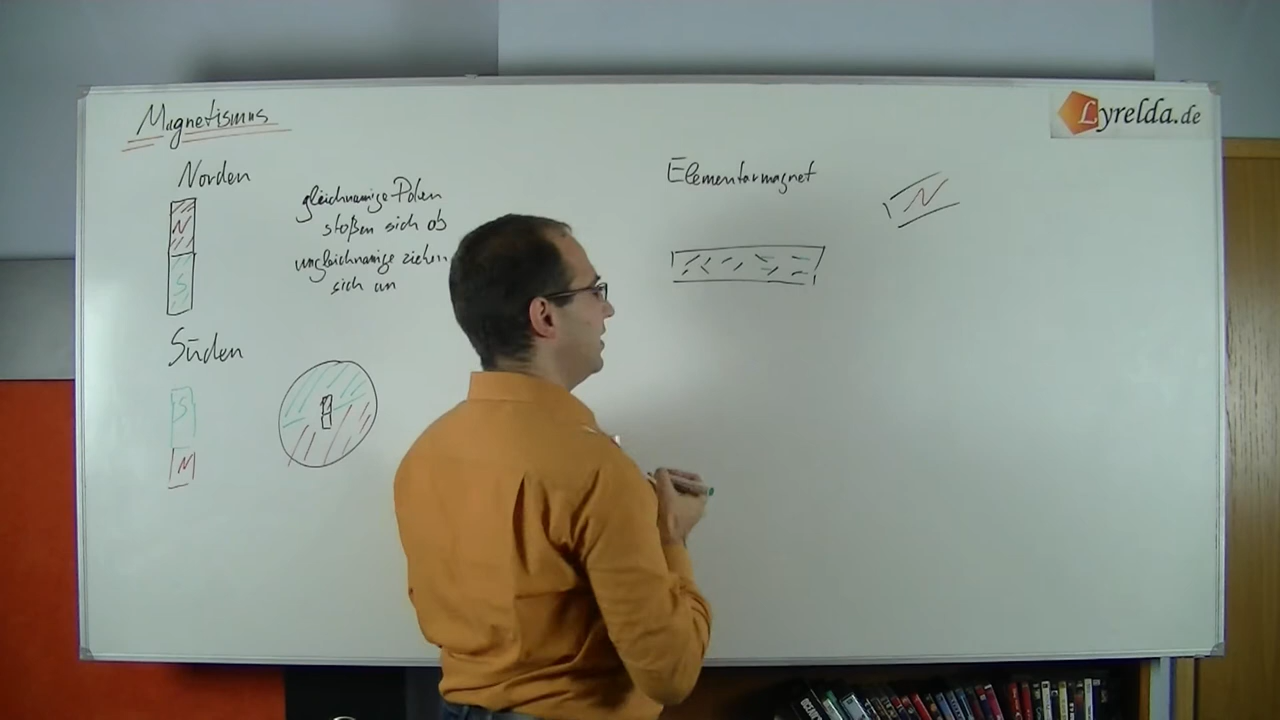 Magnetismus
Norden
N
S
Süden
S
N
gleichnamige Polen
stoßen sich ab
ungleichnamige ziehen
sich an
Elementarmagnet
N
Lyrelda.de